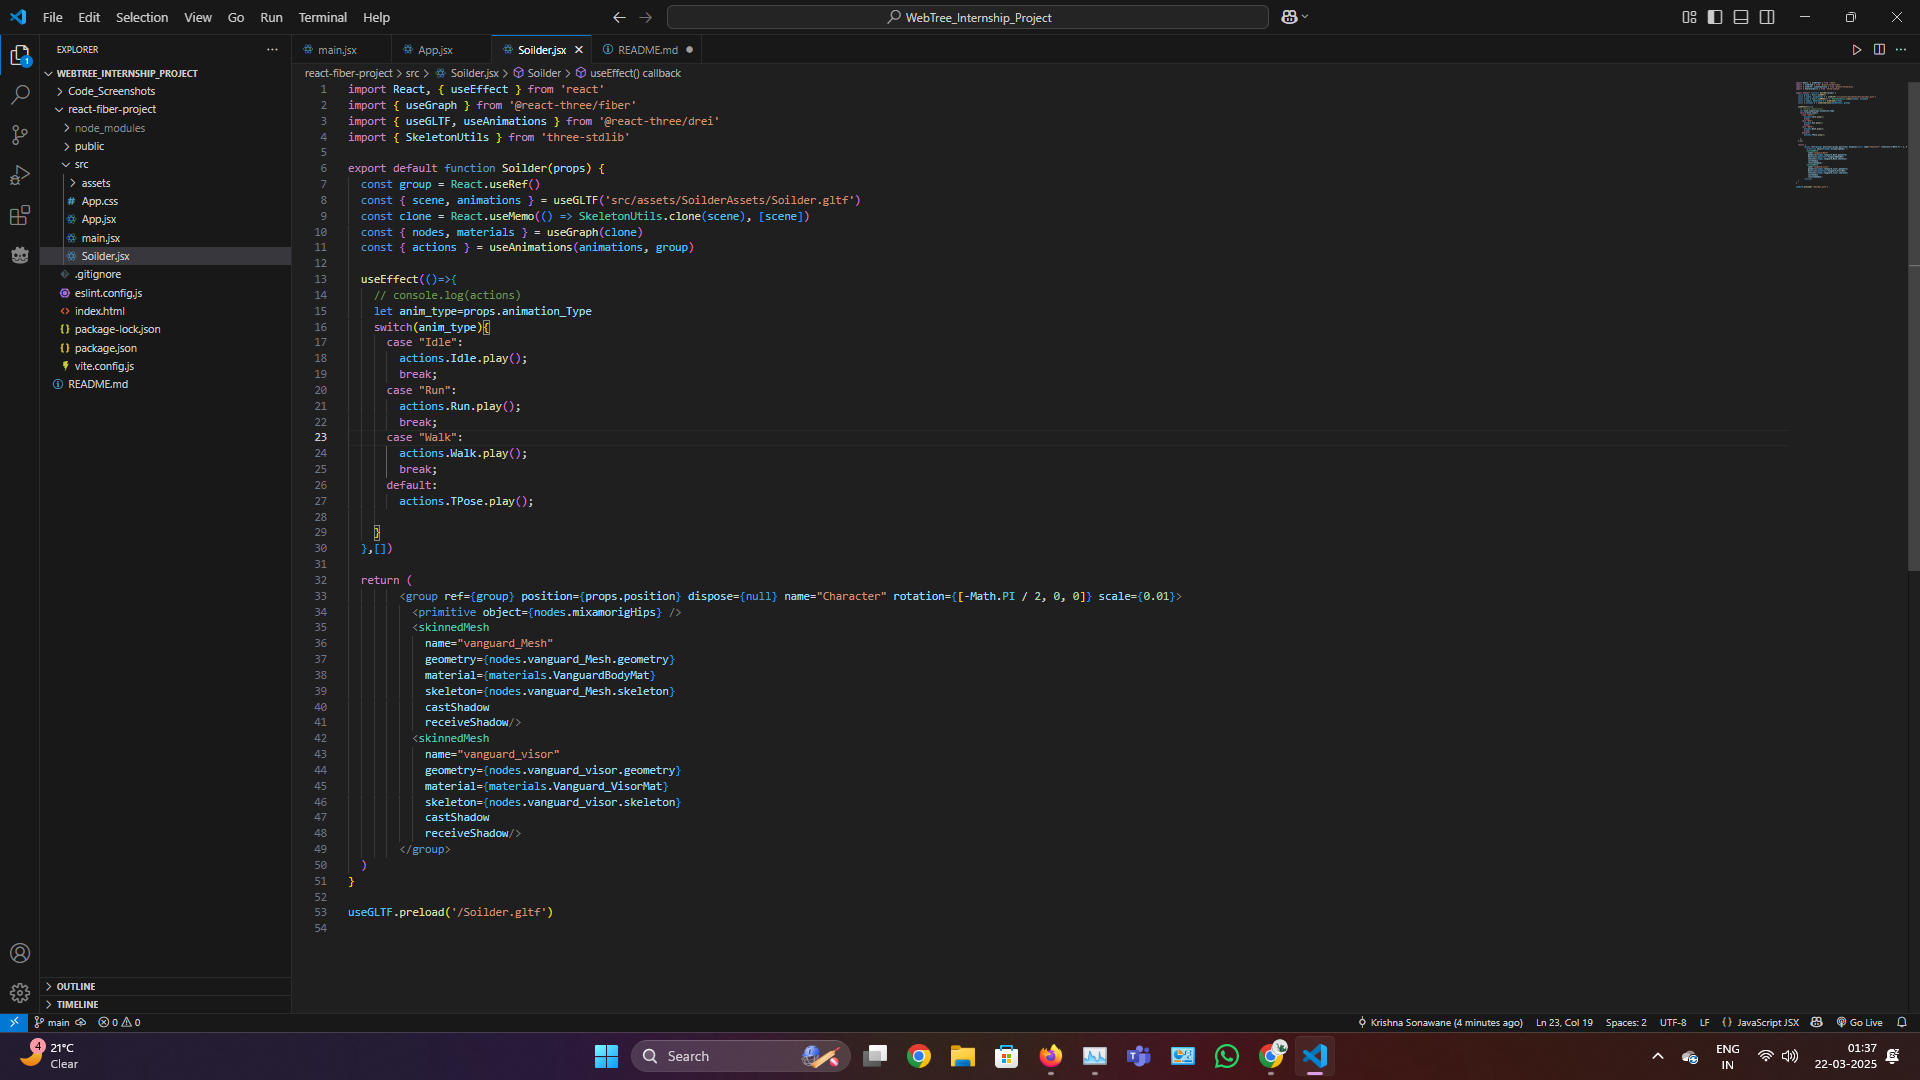 File Edit Selection View Go Run Terminal Help
WebTree_Internship_Project
EXPLORER
WEBTREE_INTERNSHIP_PROJECT
Code_Screenshots
react-fiber-project
node_modules
public
src
assets
App.css
App.jsx
main.jsx
Soilder.jsx
.gitignore
eslint.config.js
index.html
package-lock.json
package.json
vite.config.js
README.md
OUTLINE
TIMELINE
main.jsx App.jsx Soilder.jsx README.md
react-fiber-project > src > Soilder.jsx > Soilder > useEffect() callback
1 import React, { useEffect } from 'react'
2 import { useGraph } from '@react-three/fiber'
3 import { useGLTF, useAnimations } from '@react-three/drei'
4 import { SkeletonUtils } from 'three-stdlib'
5
6 export default function Soilder(props) {
7 const group = React.useRef()
8 const { scene, animations } = useGLTF('src/assets/SoilderAssets/Soilder.gltf')
9 const clone = React.useMemo(() => SkeletonUtils.clone(scene), [scene])
10 const { nodes, materials } = useGraph(clone)
11 const { actions } = useAnimations(animations, group)
12
13 useEffect(()=>{
14 // console.log(actions)
15 let anim_type=props.animation_Type
16 switch(anim_type){
17 case "Idle":
18 actions.Idle.play();
19 break;
20 case "Run":
21 actions.Run.play();
22 break;
23 case "Walk":
24 actions.Walk.play();
25 break;
26 default:
27 actions.TPose.play();
28
29 }
30 },[])
31
32 return (
33 <group ref={group} position={props.position} dispose={null} name="Character" rotation={[-Math.PI / 2, 0, 0]} scale={0.01}>
34 <primitive object={nodes.mixamorigHips} />
35 <skinnedMesh
36 name="vanguard_Mesh"
37 geometry={nodes.vanguard_Mesh.geometry}
38 material={materials.VanguardBodyMat}
39 skeleton={nodes.vanguard_Mesh.skeleton}
40 castShadow
41 receiveShadow/>
42 <skinnedMesh
43 name="vanguard_visor"
44 geometry={nodes.vanguard_visor.geometry}
45 material={materials.Vanguard_VisorMat}
46 skeleton={nodes.vanguard_visor.skeleton}
47 castShadow
48 receiveShadow/>
49 </group>
50 )
51 }
52
53 useGLTF.preload('/Soilder.gltf')
54
main 0 0 Krishna Sonawane (4 minutes ago) Ln 23, Col 19 Spaces: 2 UTF-8 LF {} JavaScript JSX Go Live
4 21°C
Clear
Search
ENG
IN
01:37
22-03-2025